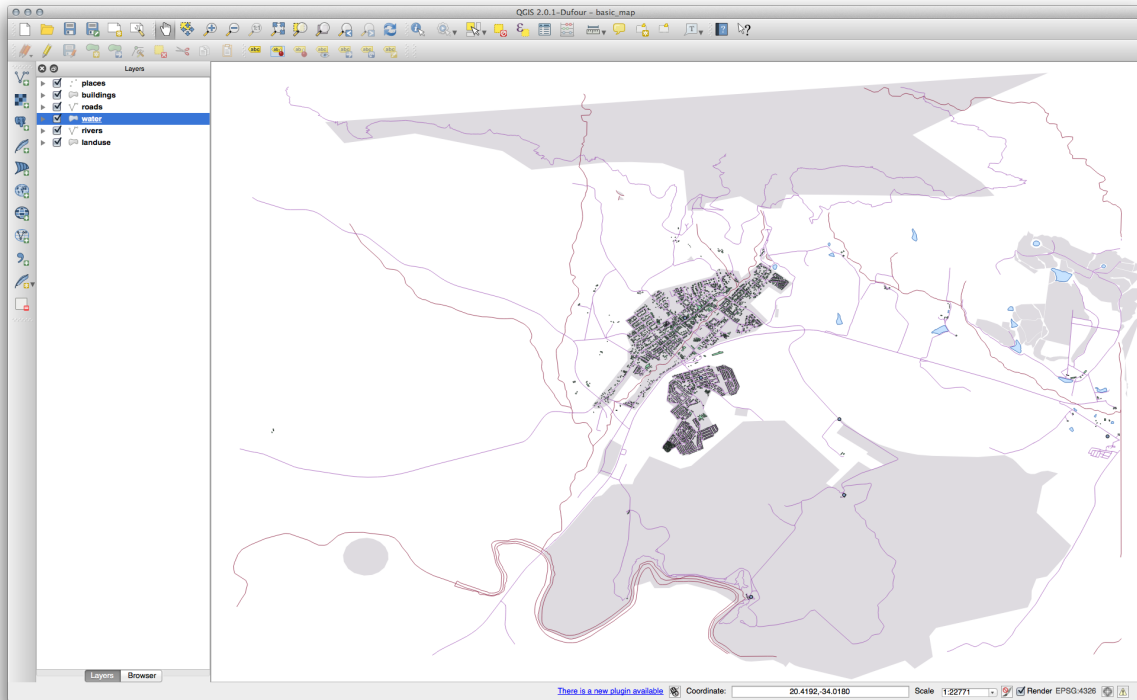 QGIS 2.0.1-Dufour - basic_map
Layers
places
buildings
roads
water
rivers
landuse
Layers
Browser
There is a new plugin available
Coordinate:
20.4192,-34.0180
Scale
1:22771
Render
EPSG:4326